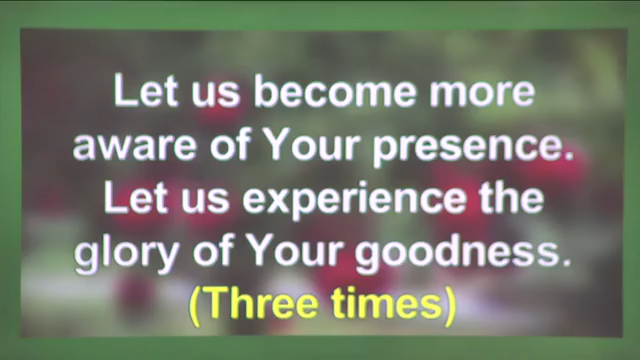 Let us become more
aware of Your presence.
Let us experience the
glory of Your goodness.
(Three times)